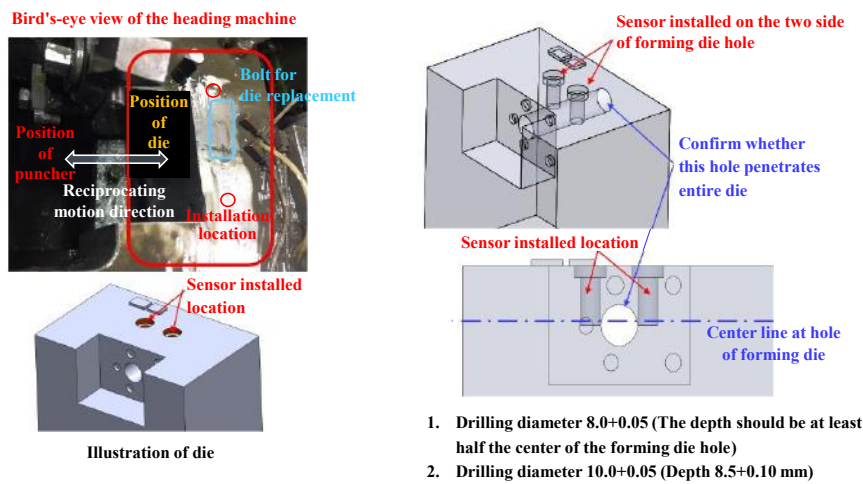 Bird's-eye view of the heading machine
Bolt for
die replacement
Position
of
die
Position
of
puncher
Reciprocating
motion direction
Installation
location
Sensor installed
location
Illustration of die
Sensor installed on the two side
of forming die hole
Confirm whether
this hole penetrates
entire die
Sensor installed location
Center line at hole
of forming die
1. Drilling diameter 8.0+0.05 (The depth should be at least
half the center of the forming die hole)
2. Drilling diameter 10.0+0.05 (Depth 8.5+0.10 mm)